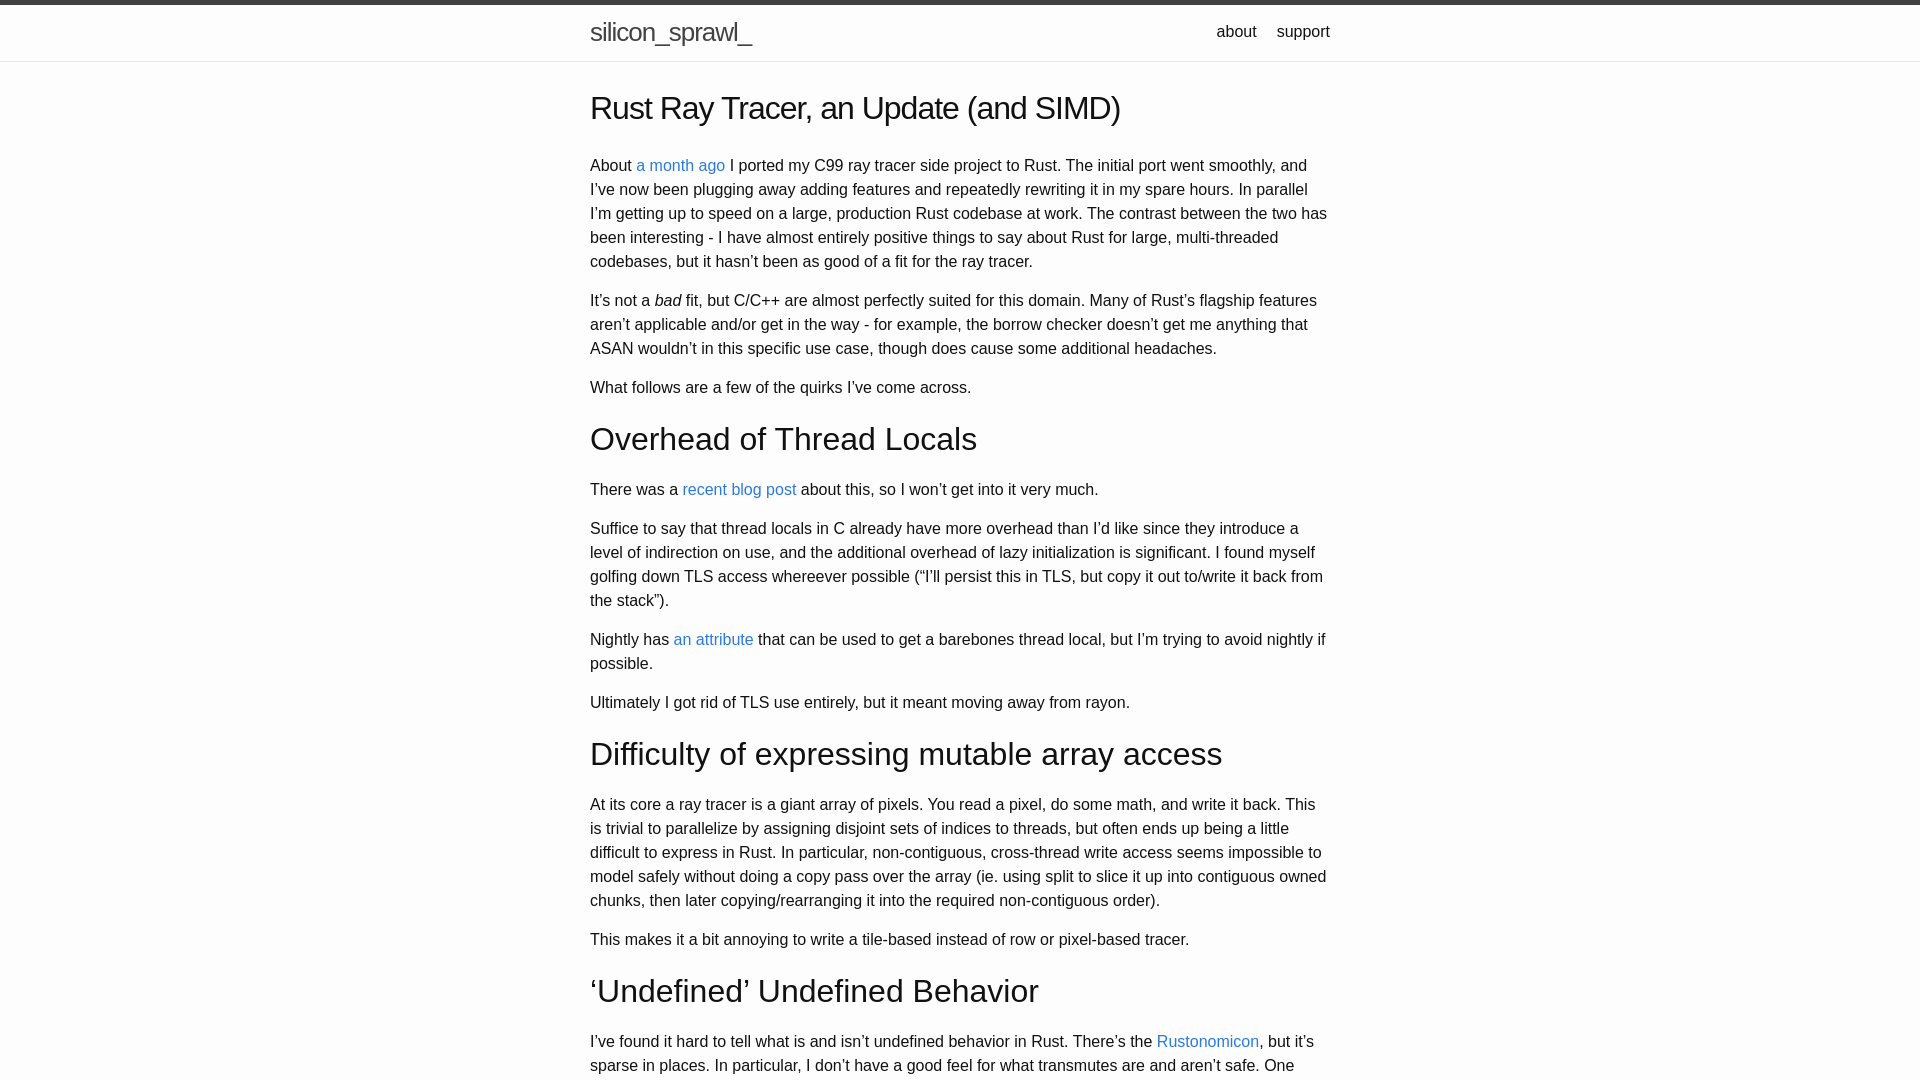 silicon_sprawl_
about support
Rust Ray Tracer, an Update (and SIMD)
About a month ago I ported my C99 ray tracer side project to Rust. The initial port went smoothly, and
I’ve now been plugging away adding features and repeatedly rewriting it in my spare hours. In parallel
I’m getting up to speed on a large, production Rust codebase at work. The contrast between the two has
been interesting - I have almost entirely positive things to say about Rust for large, multi-threaded
codebases, but it hasn’t been as good of a fit for the ray tracer.
It’s not a bad fit, but C/C++ are almost perfectly suited for this domain. Many of Rust’s flagship features
aren’t applicable and/or get in the way - for example, the borrow checker doesn’t get me anything that
ASAN wouldn’t in this specific use case, though does cause some additional headaches.
What follows are a few of the quirks I’ve come across.
Overhead of Thread Locals
There was a recent blog post about this, so I won’t get into it very much.
Suffice to say that thread locals in C already have more overhead than I’d like since they introduce a
level of indirection on use, and the additional overhead of lazy initialization is significant. I found myself
golfing down TLS access whereever possible (“I’ll persist this in TLS, but copy it out to/write it back from
the stack”).
Nightly has an attribute that can be used to get a barebones thread local, but I’m trying to avoid nightly if
possible.
Ultimately I got rid of TLS use entirely, but it meant moving away from rayon.
Difficulty of expressing mutable array access
At its core a ray tracer is a giant array of pixels. You read a pixel, do some math, and write it back. This
is trivial to parallelize by assigning disjoint sets of indices to threads, but often ends up being a little
difficult to express in Rust. In particular, non-contiguous, cross-thread write access seems impossible to
model safely without doing a copy pass over the array (ie. using split to slice it up into contiguous owned
chunks, then later copying/rearranging it into the required non-contiguous order).
This makes it a bit annoying to write a tile-based instead of row or pixel-based tracer.
‘Undefined’ Undefined Behavior
I’ve found it hard to tell what is and isn’t undefined behavior in Rust. There’s the Rustonomicon, but it’s
sparse in places. In particular, I don’t have a good feel for what transmutes are and aren’t safe. One